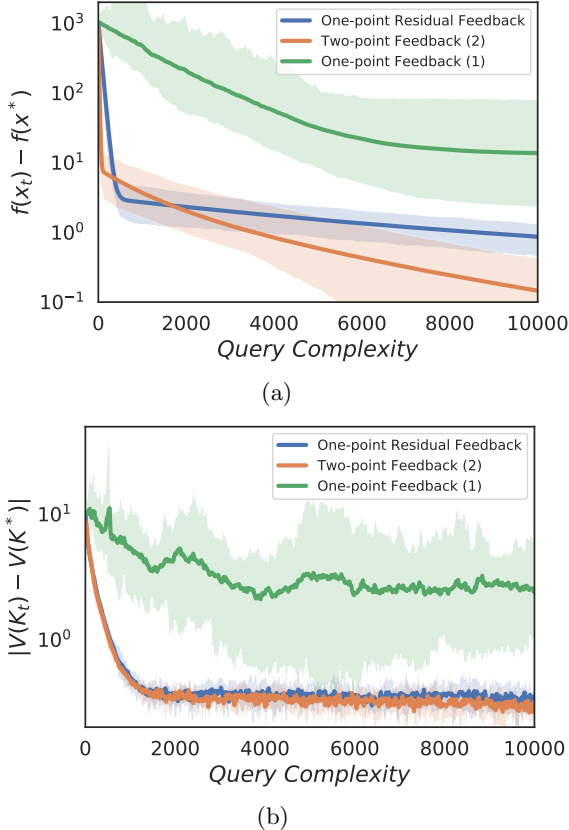 One-point Residual Feedback
Two-point Feedback (2)
One-point Feedback (1)
f(x_t) − f(x*)
10³
10²
10¹
10⁰
10⁻¹
0 2000 4000 6000 8000 10000
Query Complexity
(a)
One-point Residual Feedback
Two-point Feedback (2)
One-point Feedback (1)
|V(K_t) − V(K*)|
10¹
10⁰
0 2000 4000 6000 8000 10000
Query Complexity
(b)